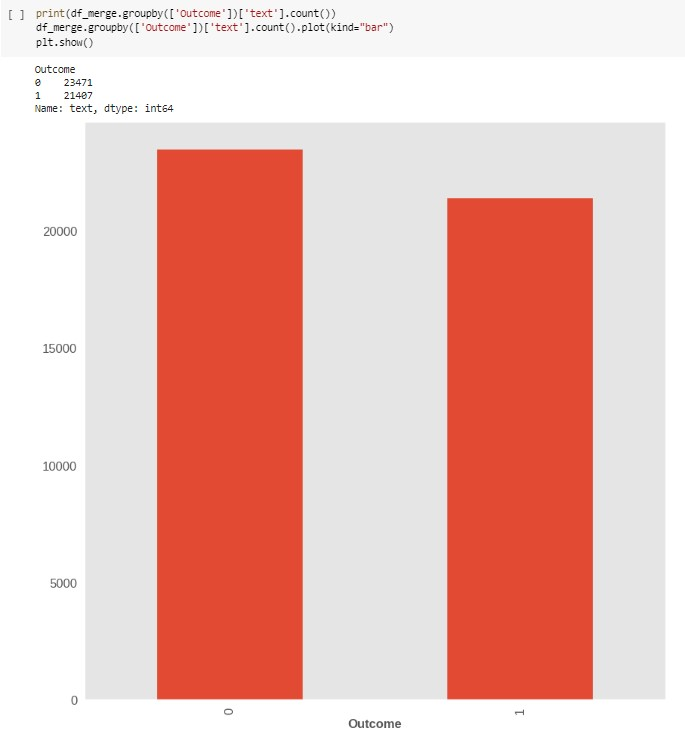 [ ] print(df_merge.groupby(['Outcome'])['text'].count())
df_merge.groupby(['Outcome'])['text'].count().plot(kind="bar")
plt.show()
Outcome
0    23471
1    21407
Name: text, dtype: int64
20000
15000
10000
5000
0
0
1
Outcome